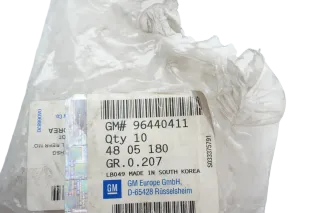 GM# 96440411
Qty 10
48 05 180
GR.0.207
LB049 MADE IN SOUTH KOREA
GM
GM Europe GmbH,
D-65428 Rüsselsheim